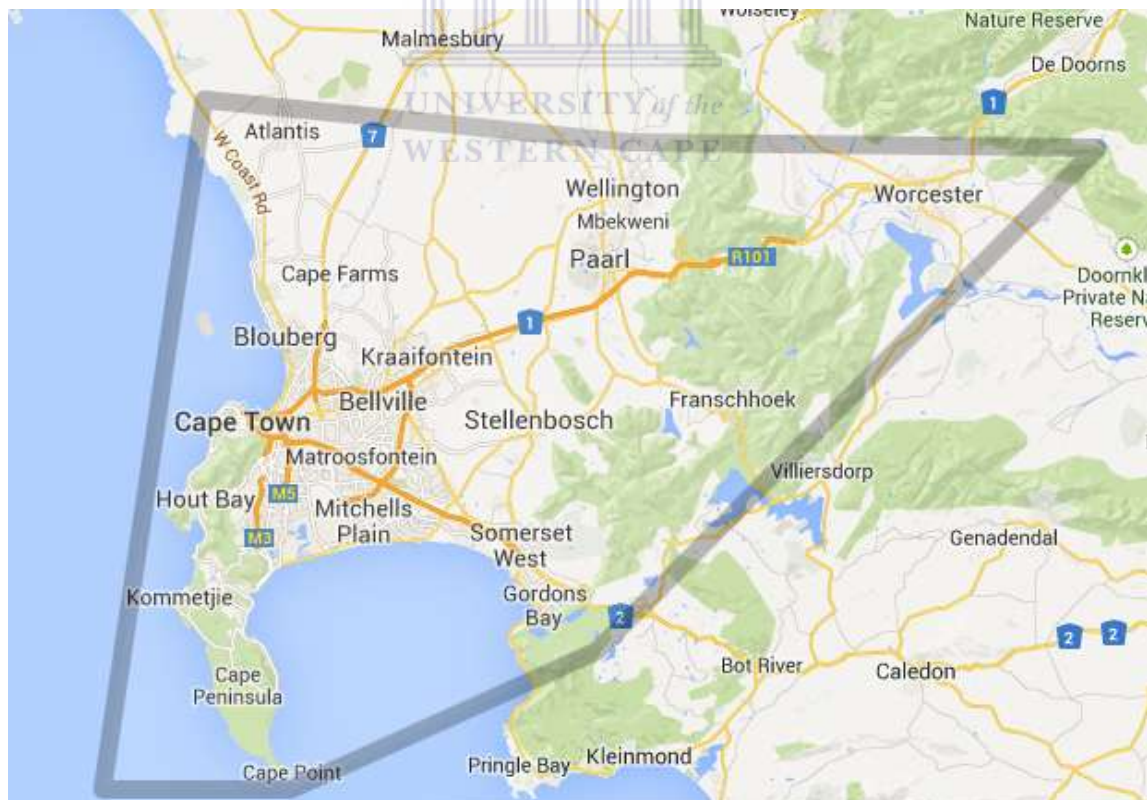 Wolseley
Nature Reserve
Malmesbury
De Doorns
1
UNIVERSITY of the
Atlantis
7
WESTERN CAPE
W Coast Rd
Wellington
Worcester
Mbekweni
Paarl
R101
Cape Farms
Private
1
Blouberg
Kraaifontein
Bellville
Franschhoek
Cape Town
Stellenbosch
Matroosfontein
Villiersdorp
Hout Bay
M5
Mitchells
Plain
M3
Somerset
West
Genadendal
Kommetjie
Gordons
Bay
2
2
2
Bot River
Caledon
Cape
Peninsula
Cape Point
Pringle Bay
Kleinmond